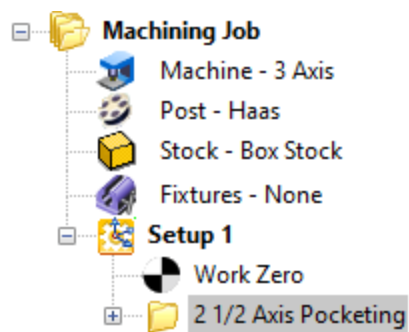 Machining Job
Machine - 3 Axis
Post - Haas
Stock - Box Stock
Fixtures - None
Setup 1
Work Zero
2 1/2 Axis Pocketing